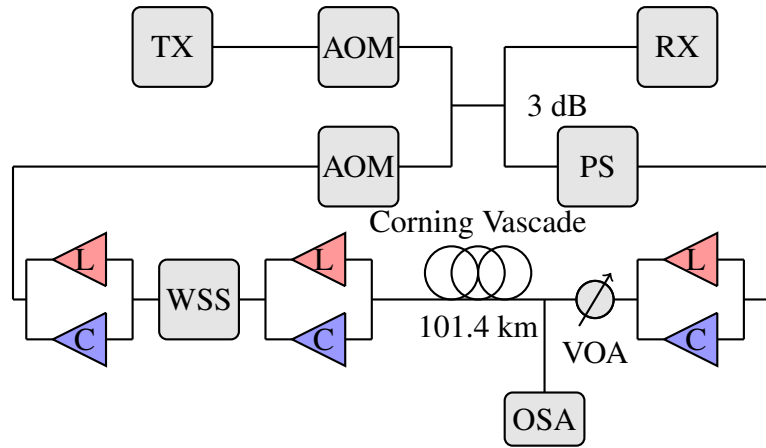 TX
AOM
RX
3 dB
AOM
PS
Corning Vascade
L
L
L
WSS
101.4 km
C
C
VOA
C
OSA